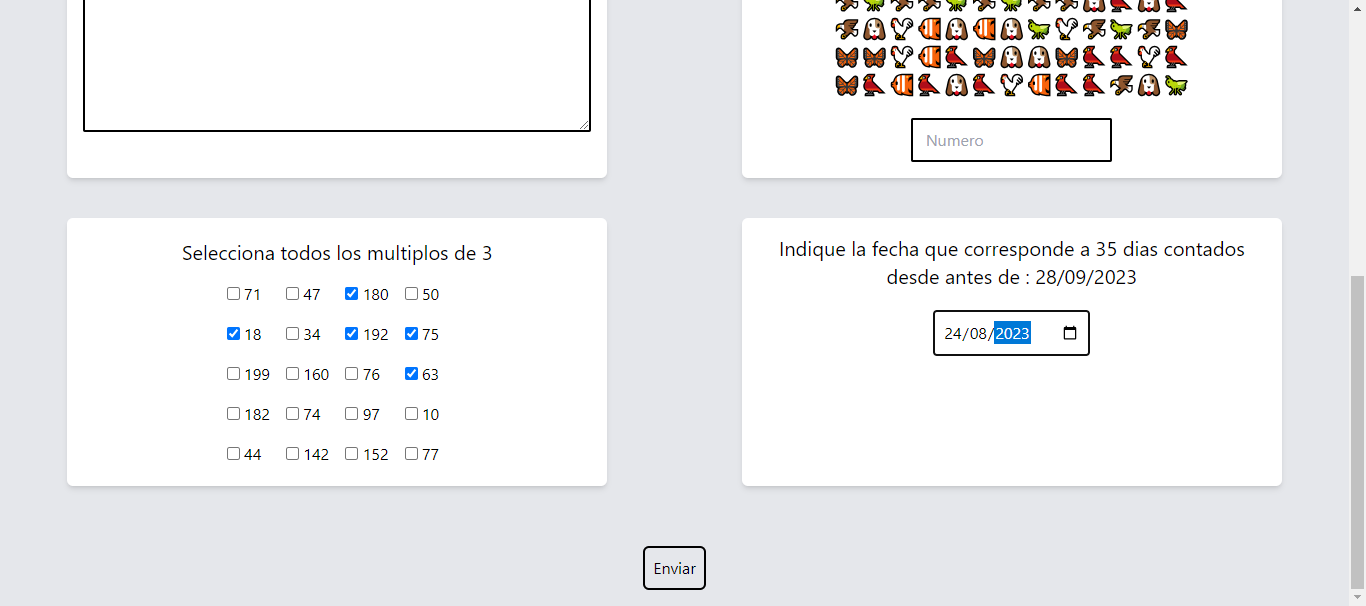 Numero
Selecciona todos los multiplos de 3
71 47 180 50
18 34 192 75
199 160 76 63
182 74 97 10
44 142 152 77
Indique la fecha que corresponde a 35 dias contados
desde antes de : 28/09/2023
24/08/2023
Enviar